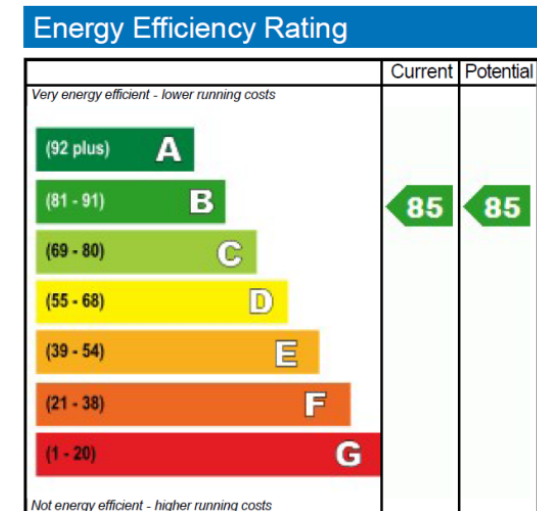 Energy Efficiency Rating
Current Potential
Very energy efficient - lower running costs
(92 plus) A
(81 - 91) B 85 85
(69 - 80) C
(55 - 68) D
(39 - 54) E
(21 - 38) F
(1 - 20) G
Not energy efficient - higher running costs